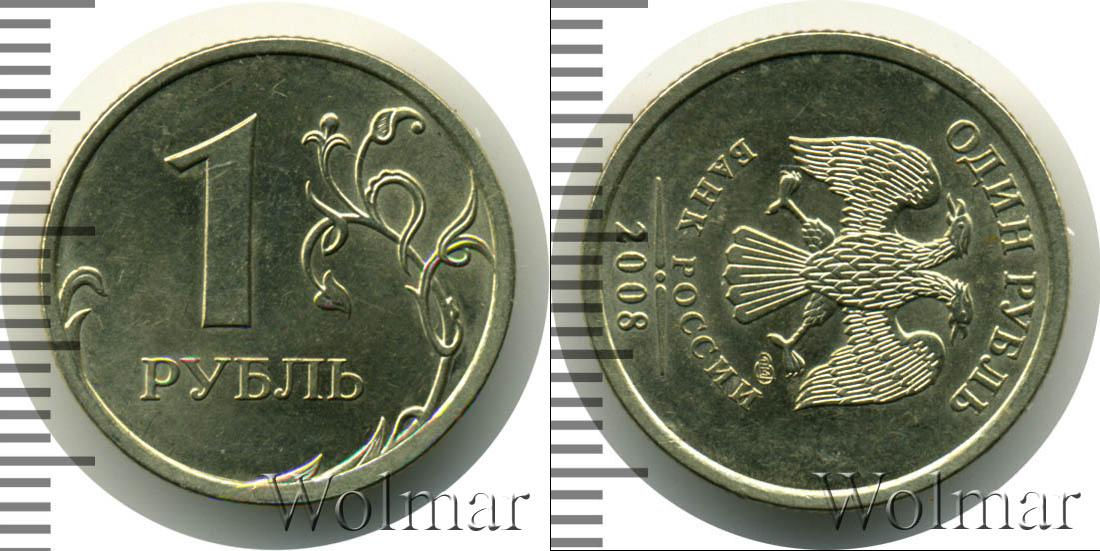 1
РУБЛЬ
Wolmar
ОДИН РУБЛЬ
БАНК РОССИИ
2008
Wolmar